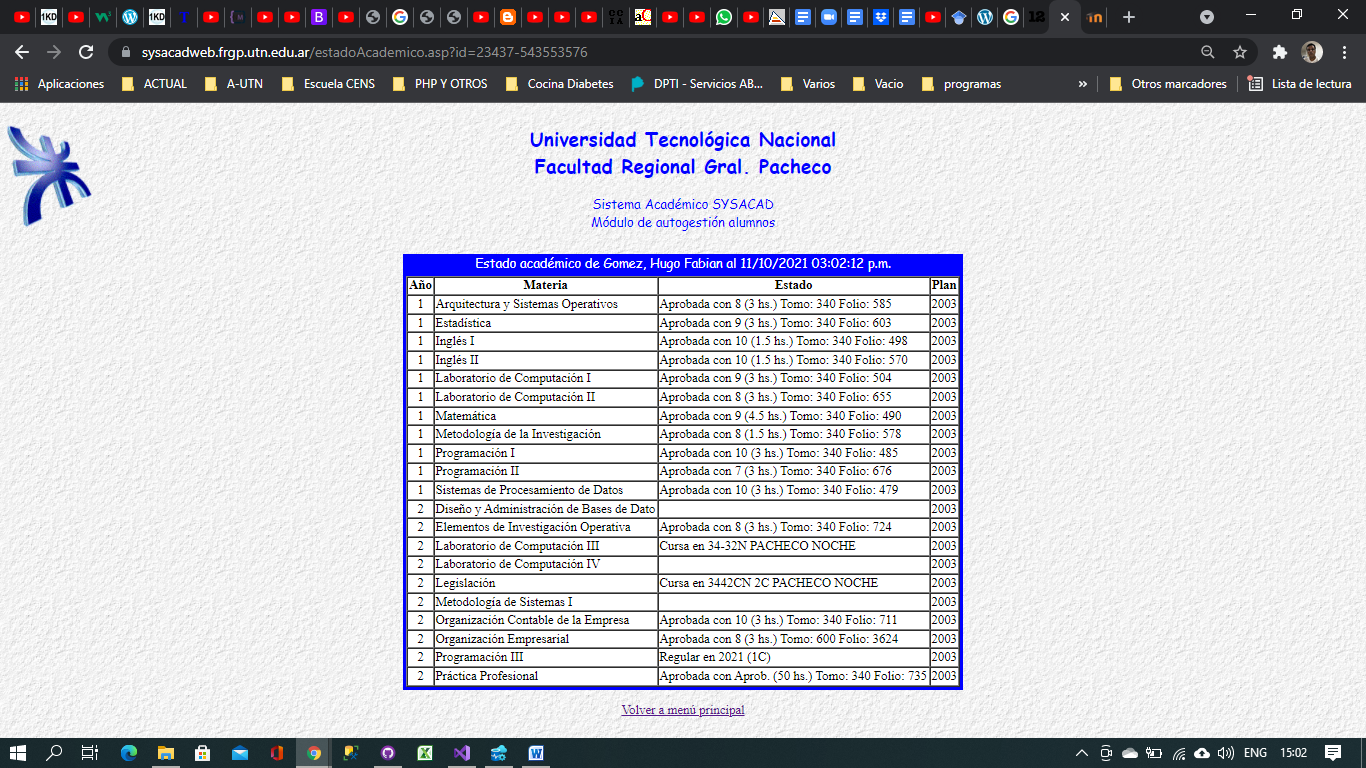 sysacadweb.frgp.utn.edu.ar/estadoAcademico.asp?id=23437-543553576
Aplicaciones ACTUAL A-UTN Escuela CENS PHP Y OTROS Cocina Diabetes DPTI - Servicios AB... Varios Vacio programas » Otros marcadores Lista de lectura
Universidad Tecnológica Nacional
Facultad Regional Gral. Pacheco
Sistema Académico SYSACAD
Módulo de autogestión alumnos
Estado académico de Gomez, Hugo Fabian al 11/10/2021 03:02:12 p.m.
Año Materia Estado Plan
1 Arquitectura y Sistemas Operativos Aprobada con 8 (3 hs.) Tomo: 340 Folio: 585 2003
1 Estadística Aprobada con 9 (3 hs.) Tomo: 340 Folio: 603 2003
1 Inglés I Aprobada con 10 (1.5 hs.) Tomo: 340 Folio: 498 2003
1 Inglés II Aprobada con 10 (1.5 hs.) Tomo: 340 Folio: 570 2003
1 Laboratorio de Computación I Aprobada con 9 (3 hs.) Tomo: 340 Folio: 504 2003
1 Laboratorio de Computación II Aprobada con 8 (3 hs.) Tomo: 340 Folio: 655 2003
1 Matemática Aprobada con 9 (4.5 hs.) Tomo: 340 Folio: 490 2003
1 Metodología de la Investigación Aprobada con 8 (1.5 hs.) Tomo: 340 Folio: 578 2003
1 Programación I Aprobada con 10 (3 hs.) Tomo: 340 Folio: 485 2003
1 Programación II Aprobada con 7 (3 hs.) Tomo: 340 Folio: 676 2003
1 Sistemas de Procesamiento de Datos Aprobada con 10 (3 hs.) Tomo: 340 Folio: 479 2003
2 Diseño y Administración de Bases de Dato 2003
2 Elementos de Investigación Operativa Aprobada con 8 (3 hs.) Tomo: 340 Folio: 724 2003
2 Laboratorio de Computación III Cursa en 34-32N PACHECO NOCHE 2003
2 Laboratorio de Computación IV 2003
2 Legislación Cursa en 3442CN 2C PACHECO NOCHE 2003
2 Metodología de Sistemas I 2003
2 Organización Contable de la Empresa Aprobada con 10 (3 hs.) Tomo: 340 Folio: 711 2003
2 Organización Empresarial Aprobada con 8 (3 hs.) Tomo: 600 Folio: 3624 2003
2 Programación III Regular en 2021 (1C) 2003
2 Práctica Profesional Aprobada con Aprob. (50 hs.) Tomo: 340 Folio: 735 2003
Volver a menú principal
ENG 15:02